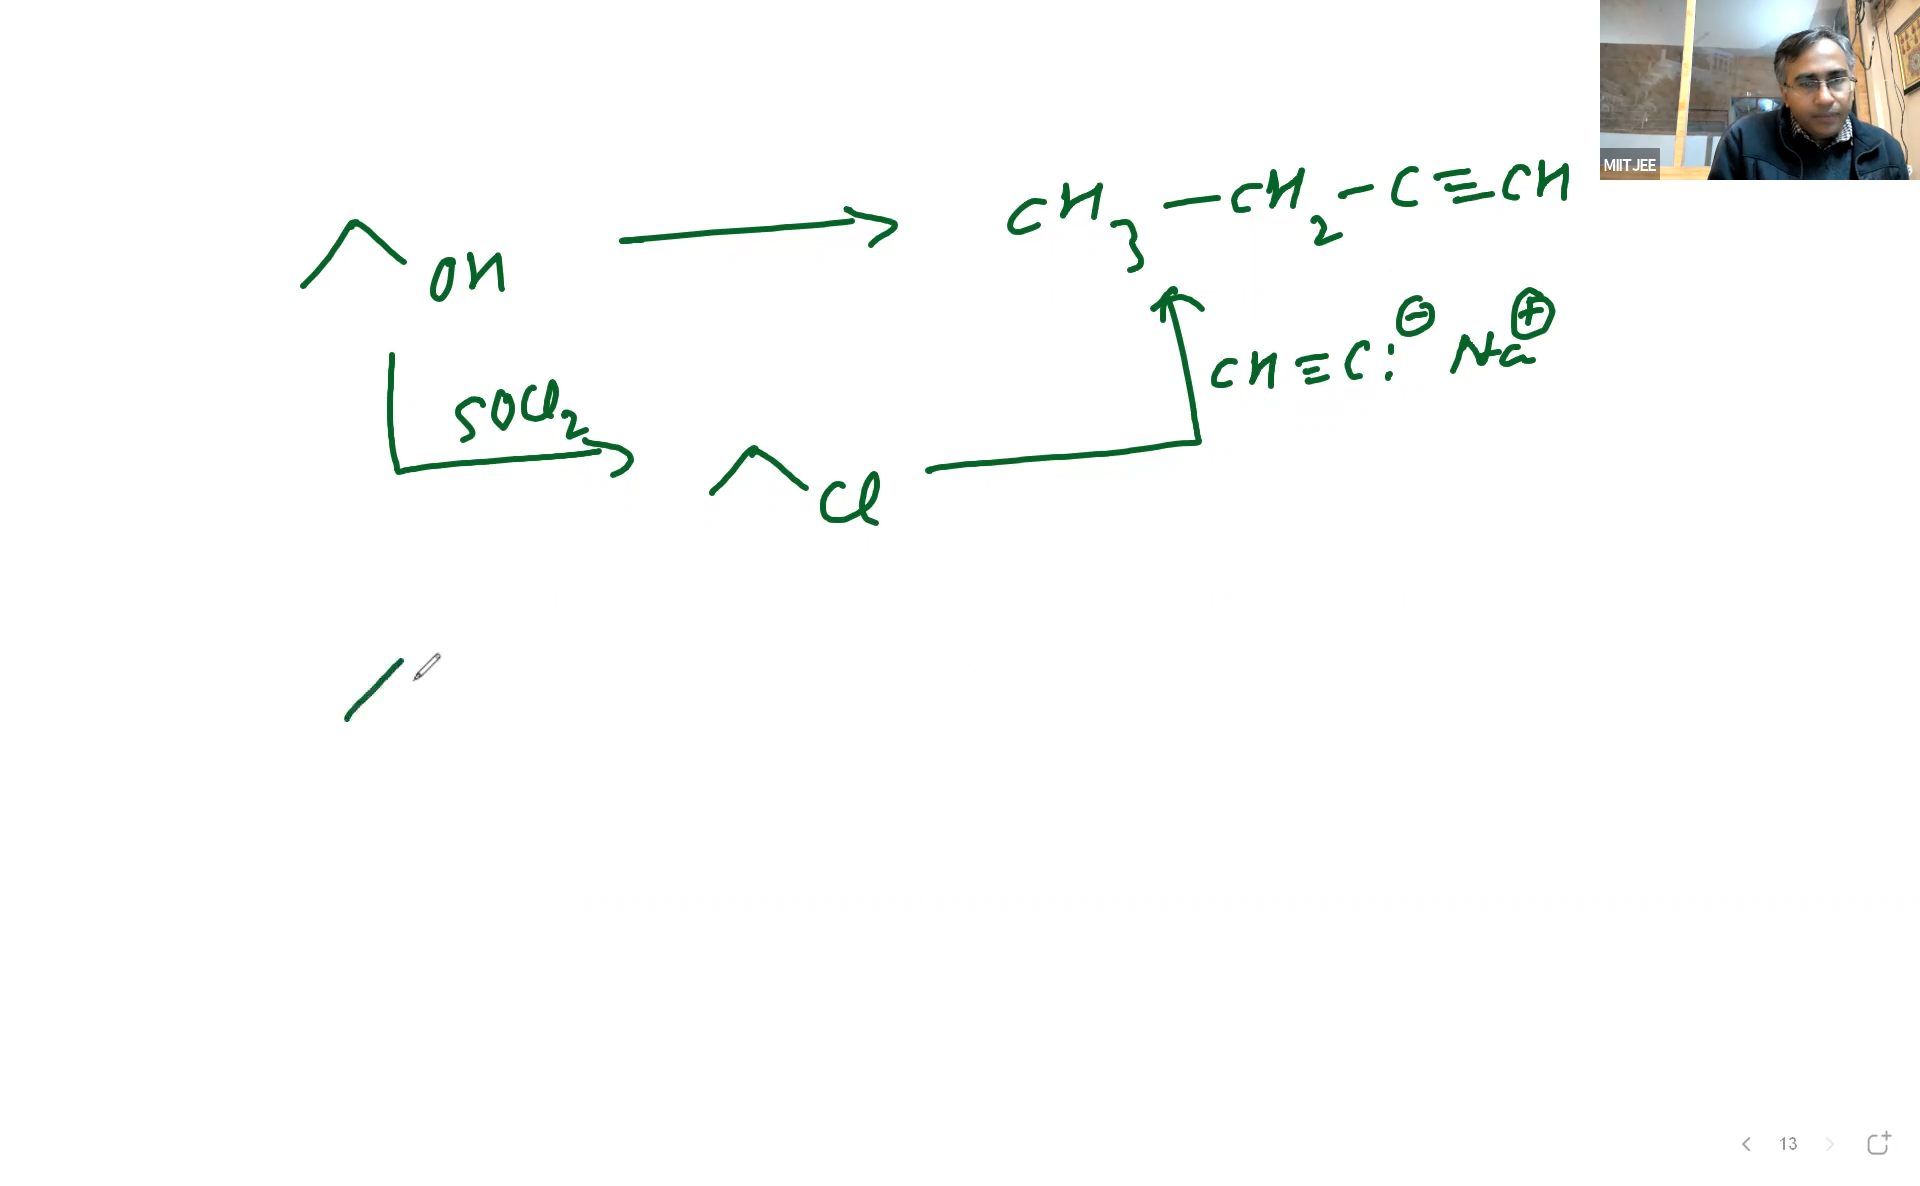 MIIT JEE
CH3 - CH2 - C ≡ CH
OH
CH ≡ C:⊖ Na⊕
SOCl2
Cl
13